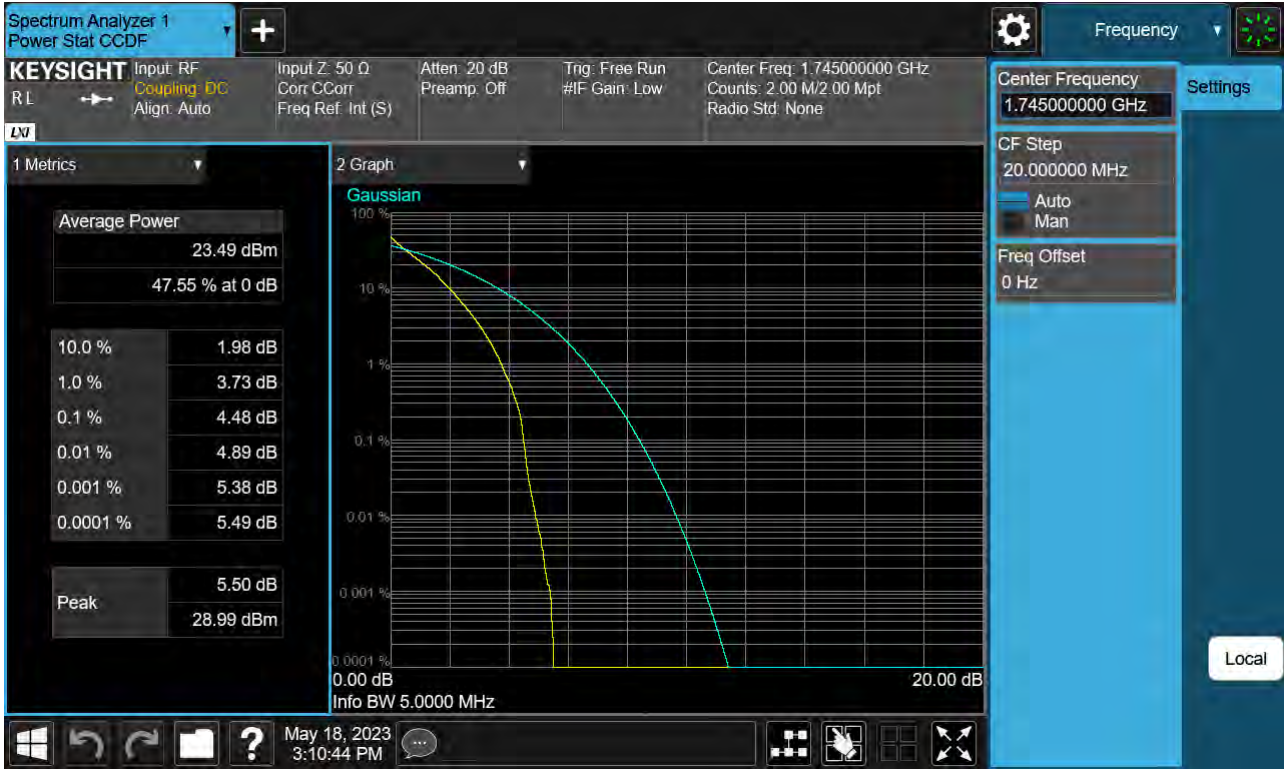 Spectrum Analyzer 1
Power Stat CCDF
+
Frequency
KEYSIGHT
R L
LXI
Input: RF
Coupling: DC
Align: Auto
Input Z: 50 Ω
Corr CCorr
Freq Ref: Int (S)
Atten: 20 dB
Preamp: Off
Trig: Free Run
#IF Gain: Low
Center Freq: 1.745000000 GHz
Counts: 2.00 M/2.00 Mpt
Radio Std: None
Center Frequency
1.745000000 GHz
Settings
CF Step
20.000000 MHz
Auto
Man
Freq Offset
0 Hz
1 Metrics
Average Power
23.49 dBm
47.55 % at 0 dB
10.0 % 1.98 dB
1.0 % 3.73 dB
0.1 % 4.48 dB
0.01 % 4.89 dB
0.001 % 5.38 dB
0.0001 % 5.49 dB
Peak
5.50 dB
28.99 dBm
2 Graph
Gaussian
100 %
10 %
1 %
0.1 %
0.01 %
0.001 %
0.0001 %
0.00 dB 20.00 dB
Info BW 5.0000 MHz
Local
?
May 18, 2023
3:10:44 PM